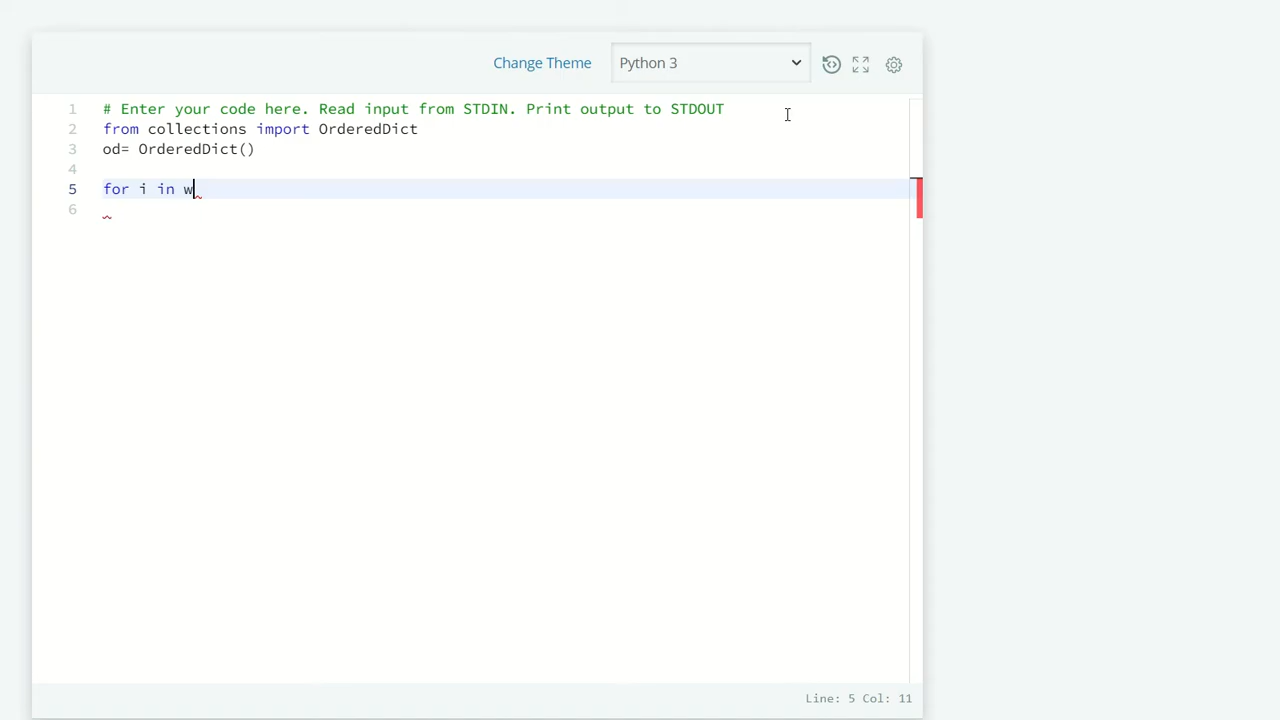 Change Theme
Python 3
1 # Enter your code here. Read input from STDIN. Print output to STDOUT
2 from collections import OrderedDict
3 od= OrderedDict()
4
5 for i in w
6
Line: 5 Col: 11